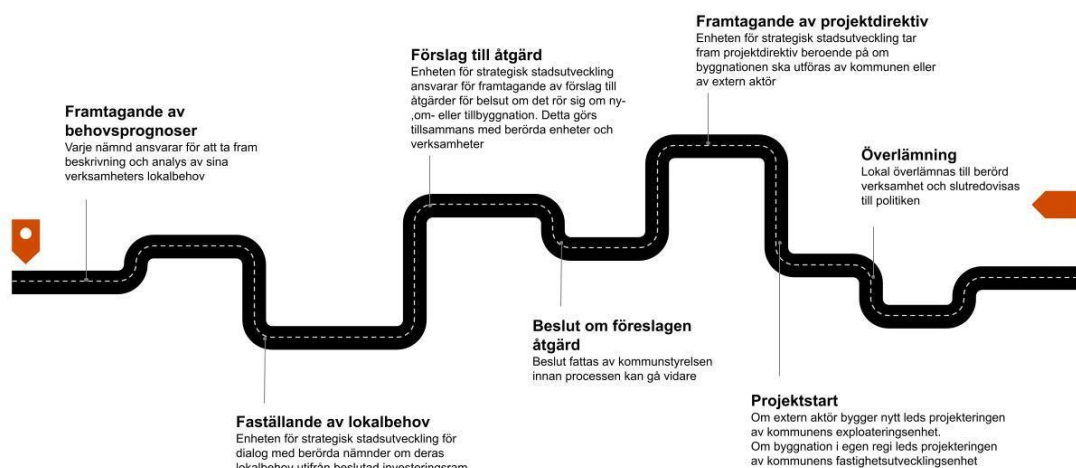 Framtagande av
behovsprognoser
Varje nämnd ansvarar för att ta fram
beskrivning och analys av sina
verksamheters lokalbehov
Faställande av lokalbehov
Enheten för strategisk stadsutveckling för
dialog med berörda nämnder om deras
lokalbehov utifrån beslutad investeringsram
Förslag till åtgärd
Enheten för strategisk stadsutveckling
ansvarar för framtagande av förslag till
åtgärder för belsut om det rör sig om ny-
,om- eller tillbyggnation. Detta görs
tillsammans med berörda enheter och
verksamheter
Beslut om föreslagen
åtgärd
Beslut fattas av kommunstyrelsen
innan processen kan gå vidare
Framtagande av projektdirektiv
Enheten för strategisk stadsutveckling tar
fram projektdirektiv beroende på om
byggnationen ska utföras av kommunen eller
av extern aktör
Projektstart
Om extern aktör bygger nytt leds projekteringen
av kommunens exploateringsenhet.
Om byggnation i egen regi leds projekteringen
av kommunens fastighetsutvecklingsenhet
Överlämning
Lokal överlämnas till berörd
verksamhet och slutredovisas
till politiken